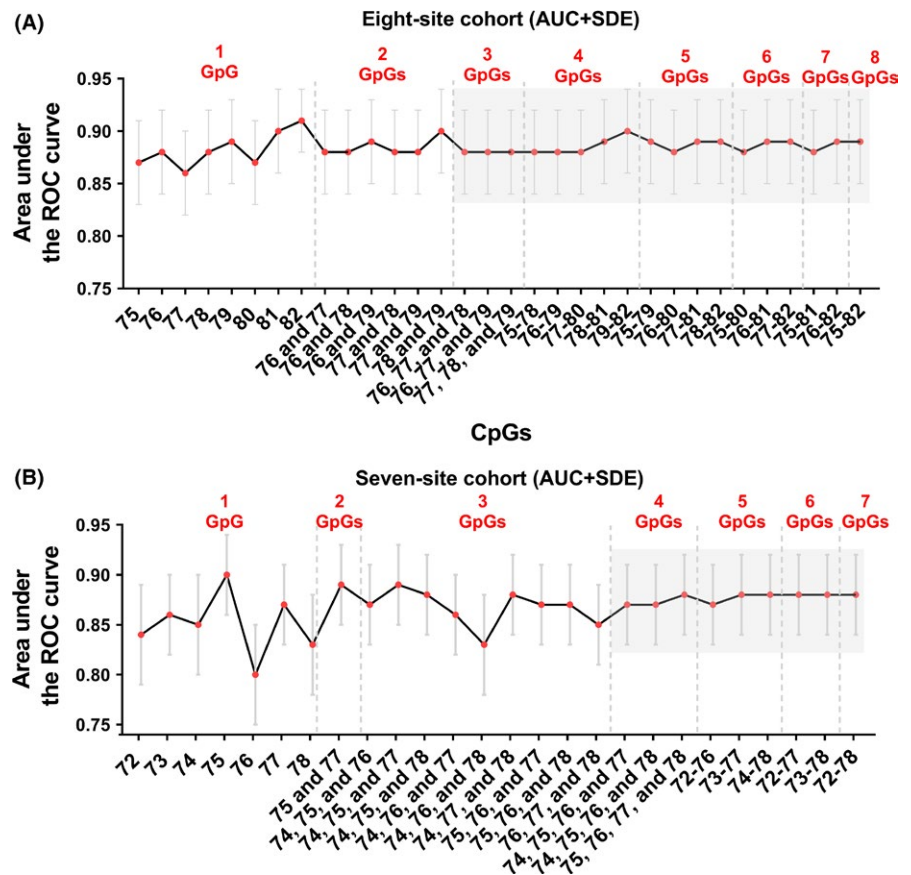 (A)
Eight-site cohort (AUC+SDE)
1
GpG
2
GpGs
3
GpGs
4
GpGs
5
GpGs
6
GpGs
7
GpGs
8
GpGs
Area under
the ROC curve
0.95
0.90
0.85
0.80
0.75
75
76
77
78
79
80
81
82
76 and 77
76 and 78
76 and 79
77 and 78
77 and 79
78 and 79
76, 77, and 78
76, 77, and 79
77, 78, and 79
75-78
76-79
77-80
78-81
79-82
75-79
76-80
77-81
78-82
75-80
76-81
77-82
75-81
76-82
75-82
CpGs
(B)
Seven-site cohort (AUC+SDE)
1
GpG
2
GpGs
3
GpGs
4
GpGs
5
GpGs
6
GpGs
7
GpGs
Area under
the ROC curve
0.95
0.90
0.85
0.80
0.75
72
73
74
75
76
77
78
75 and 77
74, 75, and 76
74, 75, and 77
74, 75, and 78
74, 76, and 77
74, 76, and 78
74, 77, and 78
75, 76, and 77
75, 76, and 78
76, 77, and 78
74, 75, 76, and 77
74, 75, 76, and 78
75, 76, 77, and 78
72-76
73-77
74-78
72-77
73-78
72-78